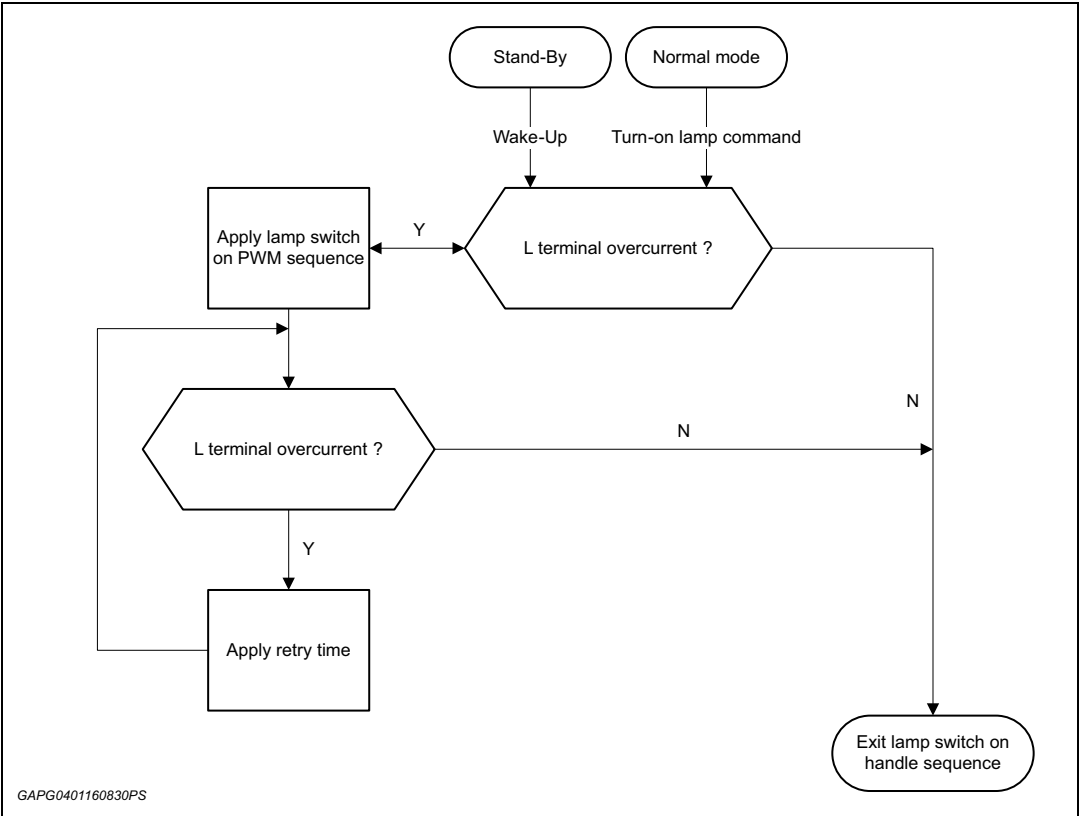 Stand-By
Normal mode
Wake-Up
Turn-on lamp command
Apply lamp switch
on PWM sequence
Y
L terminal overcurrent ?
N
L terminal overcurrent ?
N
Y
Apply retry time
Exit lamp switch on
handle sequence
GAPG0401160830PS